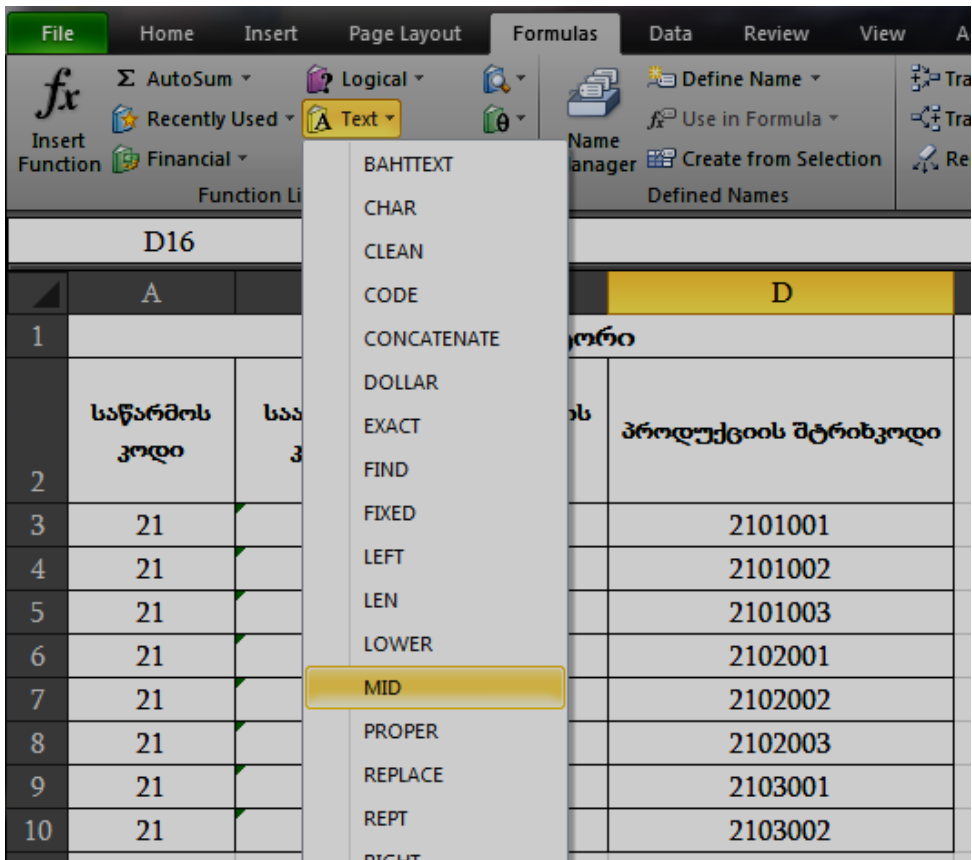 File Home Insert Page Layout Formulas Data Review View
Σ AutoSum Logical Define Name
Recently Used Text Use in Formula
Insert Function Financial Name Create from Selection
Defined Names
BAHTTEXT
CHAR
D16
CLEAN
A D
CODE
1 CONCATENATE
DOLLAR
საწარმოს
კოდი
პროდუქციის შტრიხკოდი
EXACT
2 FIND
3 21 FIXED 2101001
4 21 LEFT 2101002
5 21 LEN 2101003
6 21 LOWER 2102001
7 21 MID 2102002
8 21 PROPER 2102003
9 21 REPLACE 2103001
10 21 REPT 2103002
RIGHT